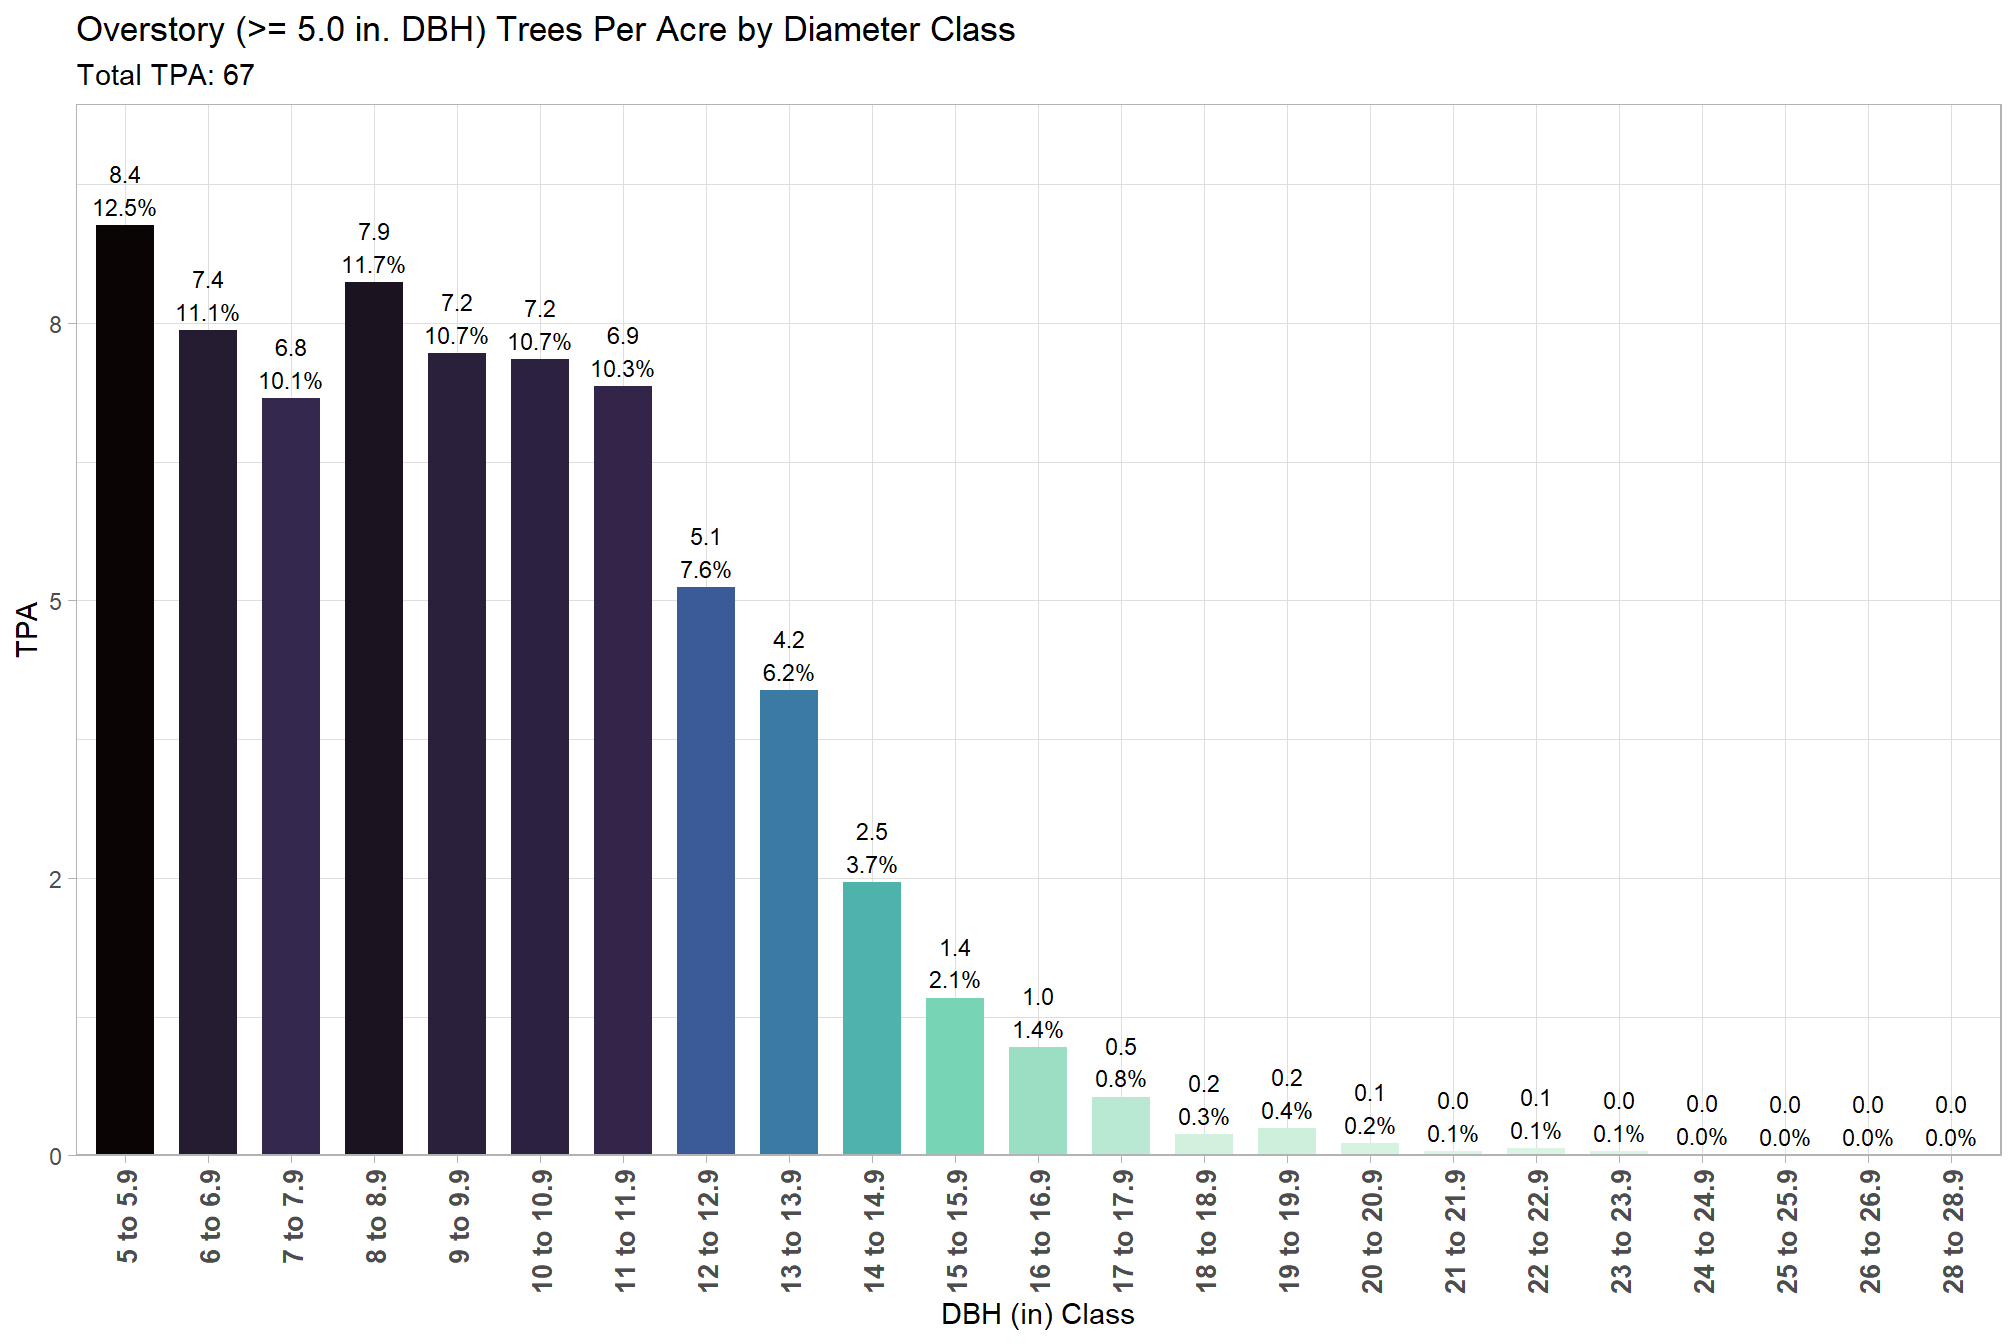 Overstory (>= 5.0 in. DBH) Trees Per Acre by Diameter Class
Total TPA: 67
8.4
12.5%
7.4
11.1%
6.8
10.1%
7.9
11.7%
7.2
10.7%
7.2
10.7%
6.9
10.3%
5.1
7.6%
4.2
6.2%
2.5
3.7%
1.4
2.1%
1.0
1.4%
0.5
0.8%
0.2
0.3%
0.2
0.4%
0.1
0.2%
0.0
0.1%
0.1
0.1%
0.0
0.1%
0.0
0.0%
0.0
0.0%
0.0
0.0%
0.0
0.0%
8
5
2
0
TPA
5 to 5.9
6 to 6.9
7 to 7.9
8 to 8.9
9 to 9.9
10 to 10.9
11 to 11.9
12 to 12.9
13 to 13.9
14 to 14.9
15 to 15.9
16 to 16.9
17 to 17.9
18 to 18.9
19 to 19.9
20 to 20.9
21 to 21.9
22 to 22.9
23 to 23.9
24 to 24.9
25 to 25.9
26 to 26.9
28 to 28.9
DBH (in) Class